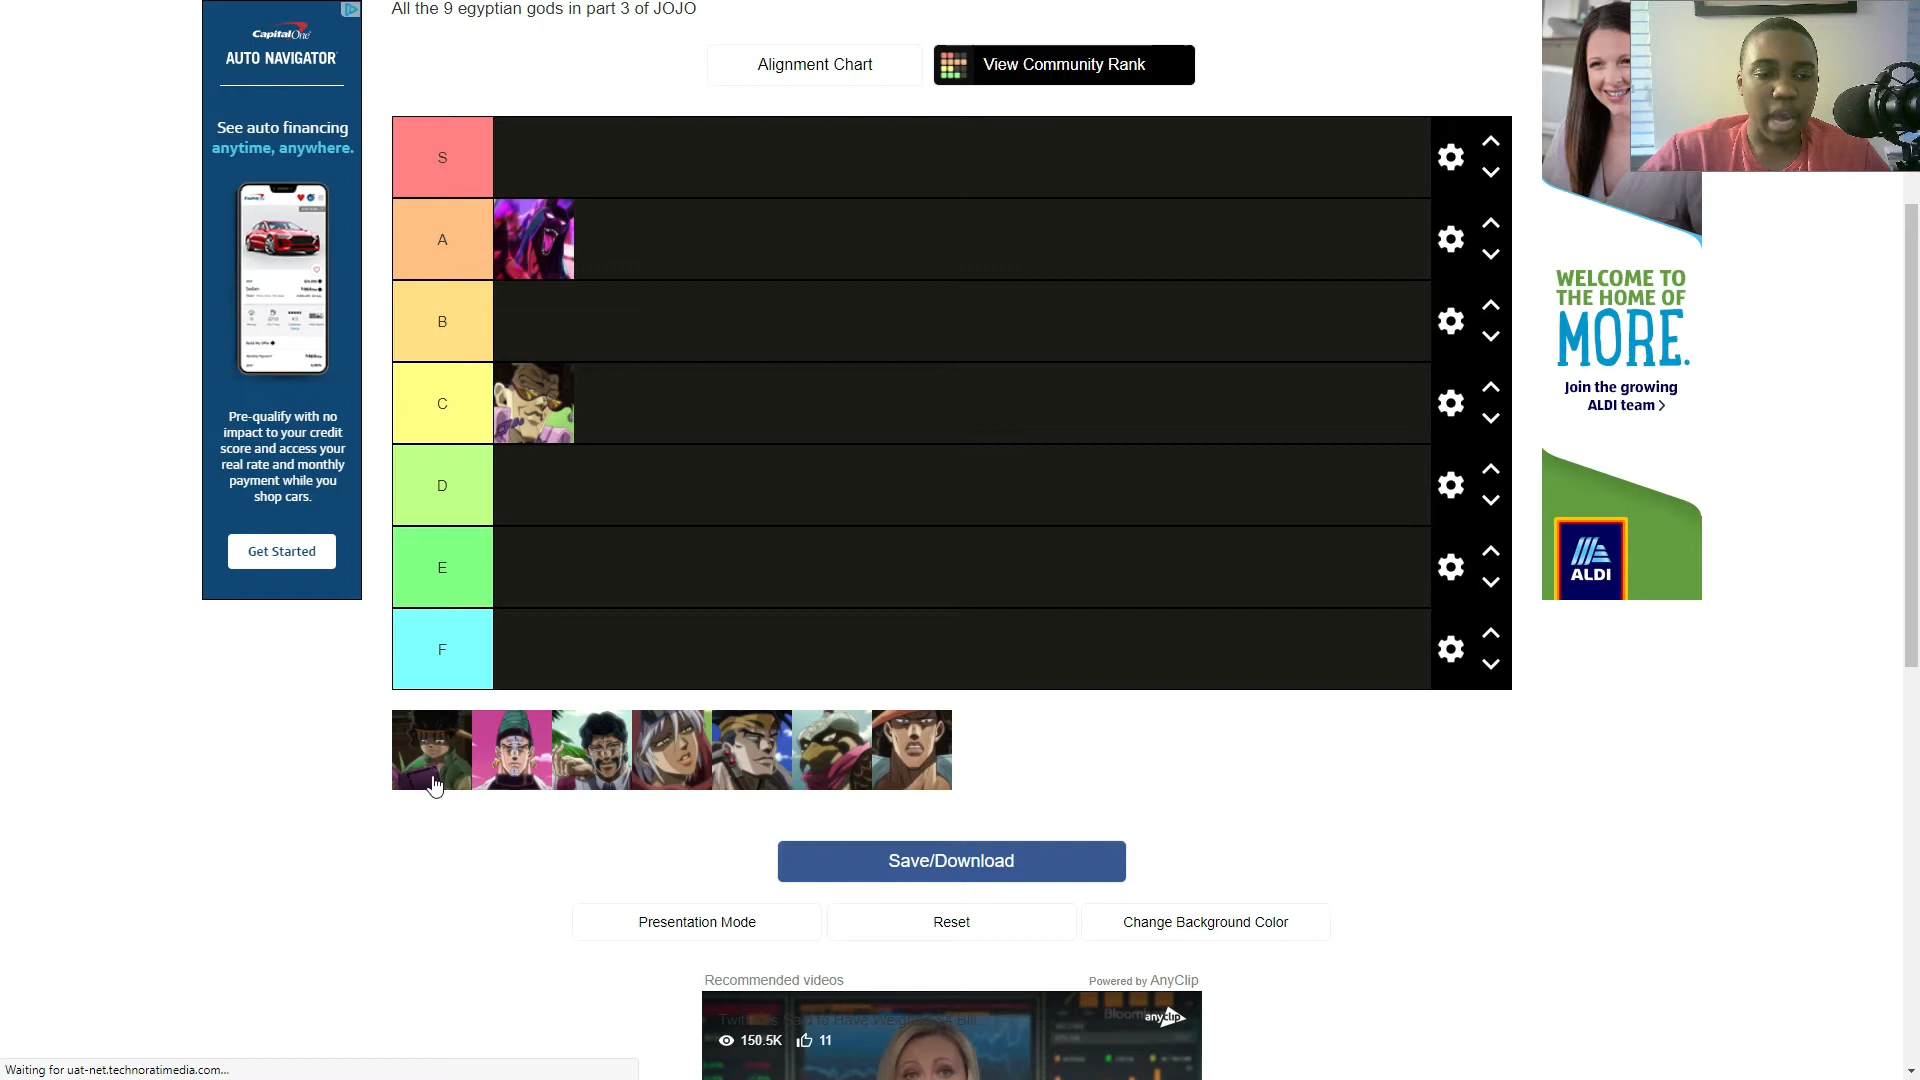 All the 9 egyptian gods in part 3 of JOJO
Capital One
AUTO NAVIGATOR
See auto financing
anytime, anywhere.
Pre-qualify with no
impact to your credit
score and access your
real rate and monthly
payment while you
shop cars.
Get Started
Alignment Chart
View Community Rank
S
A
B
C
D
E
F
WELCOME TO
THE HOME OF
MORE.
Join the growing
ALDI team >
ALDI
Save/Download
Presentation Mode
Reset
Change Background Color
Recommended videos
Powered by AnyClip
anyclip
150.5K
11
Waiting for uat-net.technoratimedia.com...